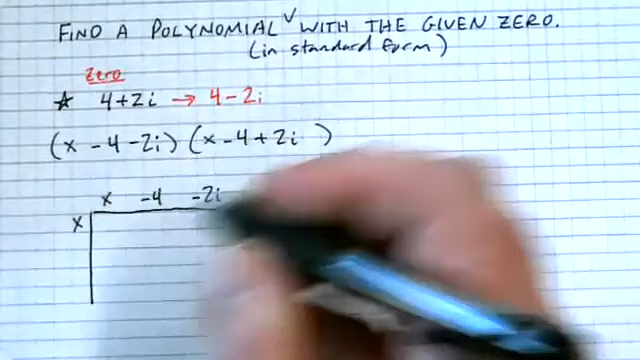 FIND A POLYNOMIAL WITH THE GIVEN ZERO.
(in standard form)
Zero
☆ 4+2i → 4-2i
(x -4 -2i) (x -4 +2i )
x -4 -2i
x